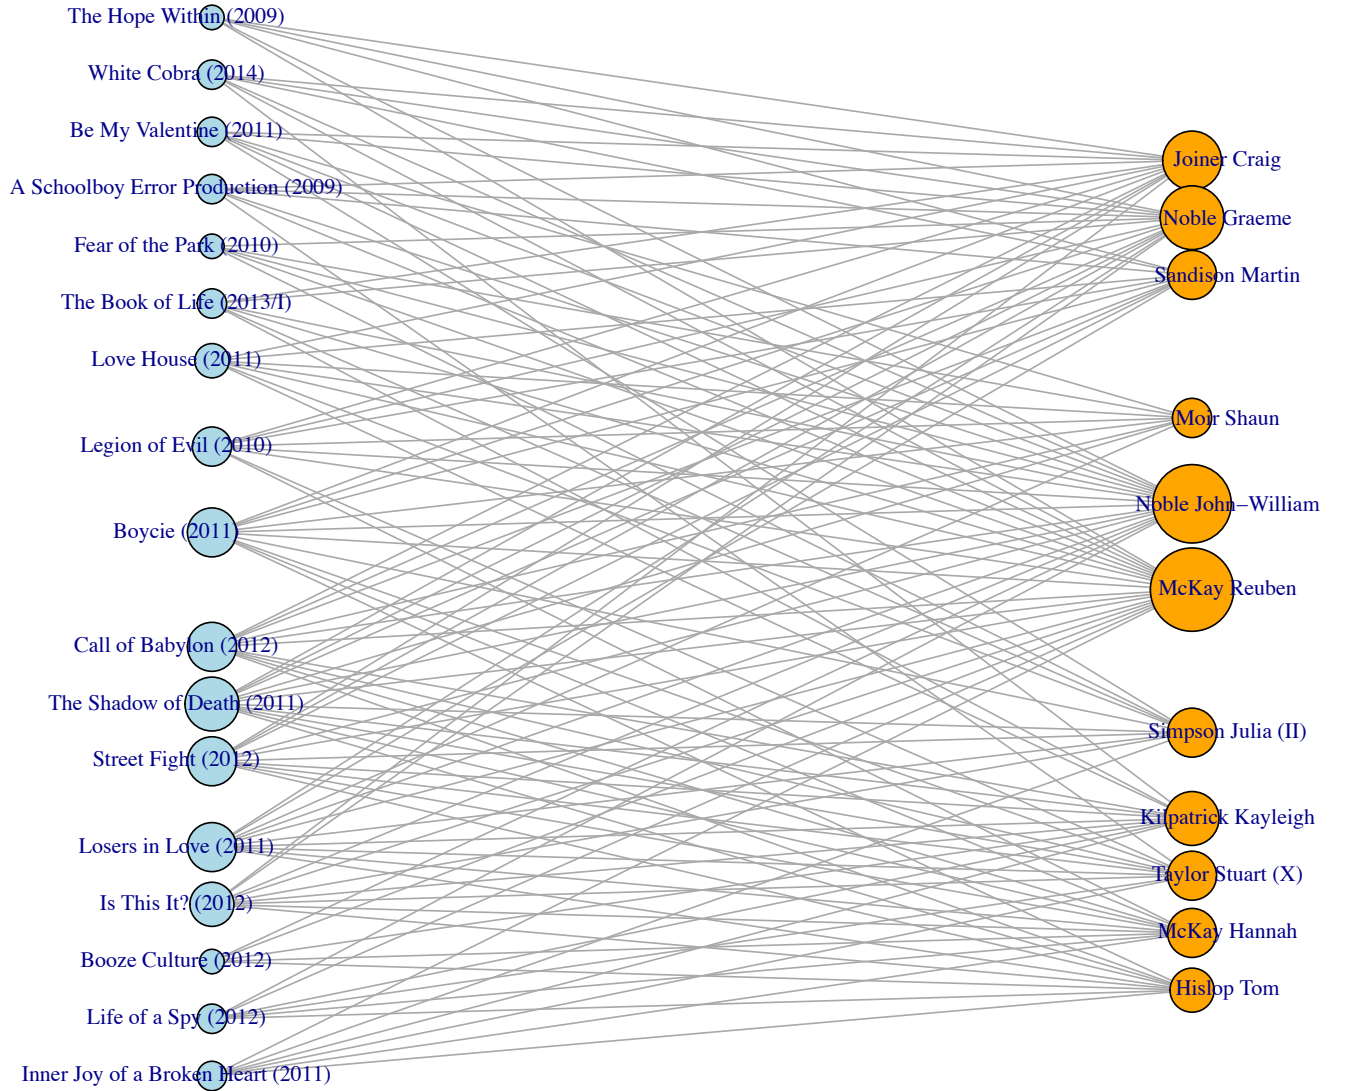 The Hope Within (2009)
White Cobra (2014)
Be My Valentine (2011)
A Schoolboy Error Production (2009)
Fear of the Park (2010)
The Book of Life (2013/I)
Love House (2011)
Legion of Evil (2010)
Boycie (2011)
Call of Babylon (2012)
The Shadow of Death (2011)
Street Fight (2012)
Losers in Love (2011)
Is This It? (2012)
Booze Culture (2012)
Life of a Spy (2012)
Inner Joy of a Broken Heart (2011)
Joiner Craig
Noble Graeme
Sandison Martin
Moir Shaun
Noble John−William
McKay Reuben
Simpson Julia (II)
Kilpatrick Kayleigh
Taylor Stuart (X)
McKay Hannah
Hislop Tom